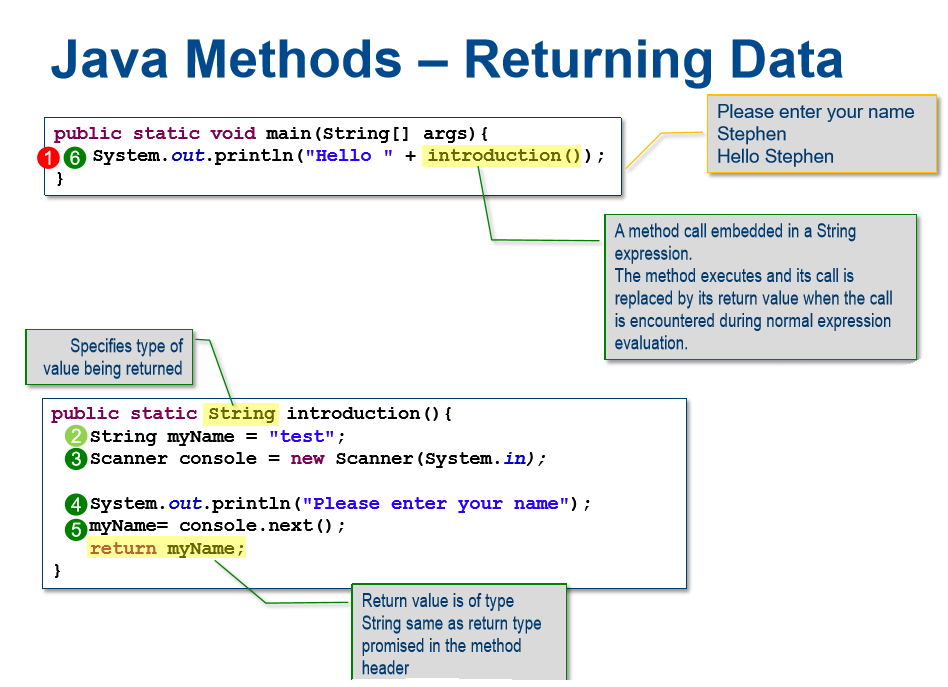 Java Methods – Returning Data
public static void main(String[] args){
1 6 System.out.println("Hello " + introduction());
}
Please enter your name
Stephen
Hello Stephen
A method call embedded in a String
expression.
The method executes and its call is
replaced by its return value when the call
is encountered during normal expression
evaluation.
Specifies type of
value being returned
public static String introduction(){
2 String myName = "test";
3 Scanner console = new Scanner(System.in);
4 System.out.println("Please enter your name");
5 myName= console.next();
return myName;
}
Return value is of type
String same as return type
promised in the method
header